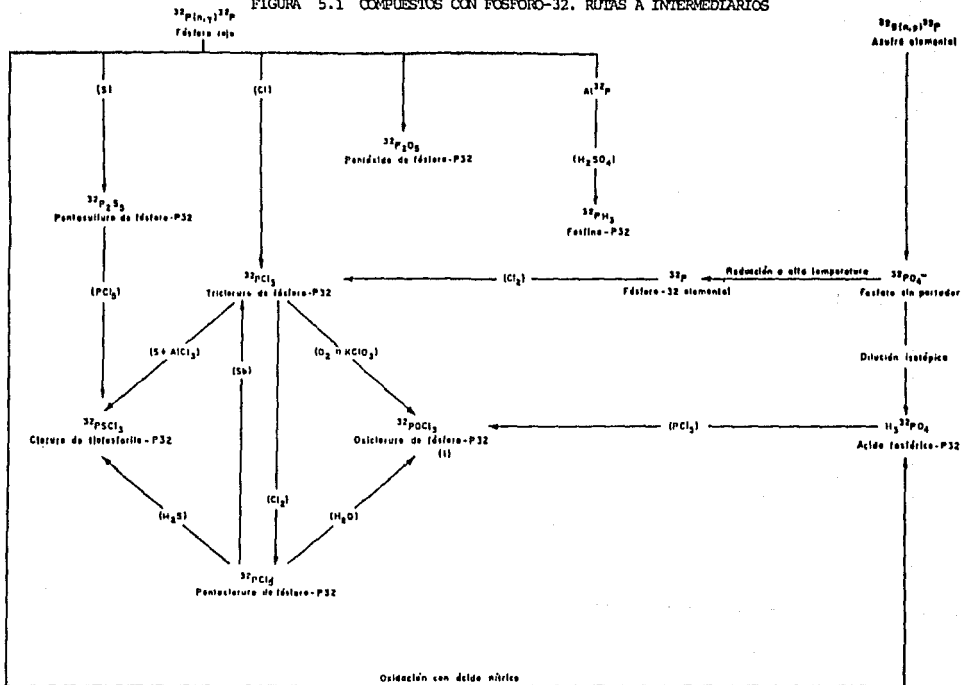 FIGURA 5.1 COMPUESTOS CON FOSFORO-32. RUTAS A INTERMEDIARIOS
³²P(n,γ)³²P
Fósforo rojo
³²S(n,p)³²P
Azufre elemental
(S)
(Cl)
Al³²P
³²P₂O₅
Pentóxido de fósforo-P32
(H₂SO₄)
³²P₂S₅
Pentasulfuro de fósforo-P32
³²PH₃
Fosfina-P32
(PCl₅)
³²PCl₃
Tricloruro de fósforo-P32
(Cl₂)
³²P
Fósforo-32 elemental
Reducción a alta temperatura
³²PO₄⁻
Fosfato sin portador
(S+ AlCl₃)
(Sb)
(O₂ ó KClO₃)
Dilución isotópica
³²PSCl₃
Cloruro de tiofosforilo-P32
³²POCl₃
Oxicloruro de fósforo-P32
(l)
(PCl₅)
H₃³²PO₄
Acido fosfórico-P32
(H₂S)
(Cl₂)
(H₂O)
³²PCl₅
Pentacloruro de fósforo-P32
Oxidación con ácido nítrico